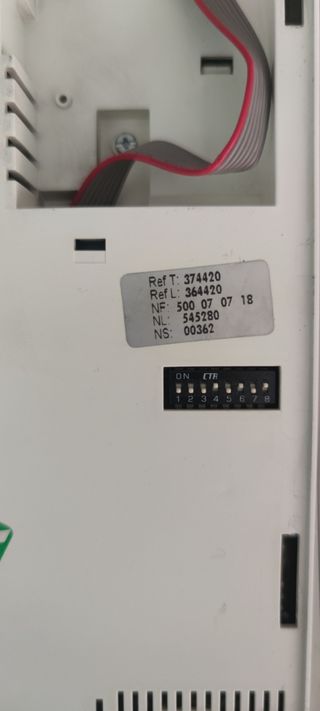 Ref T: 374420
Ref L: 364420
NF: 500 07 07 18
NL: 545280
NS: 00362
ON CTR
1 2 3 4 5 6 7 8